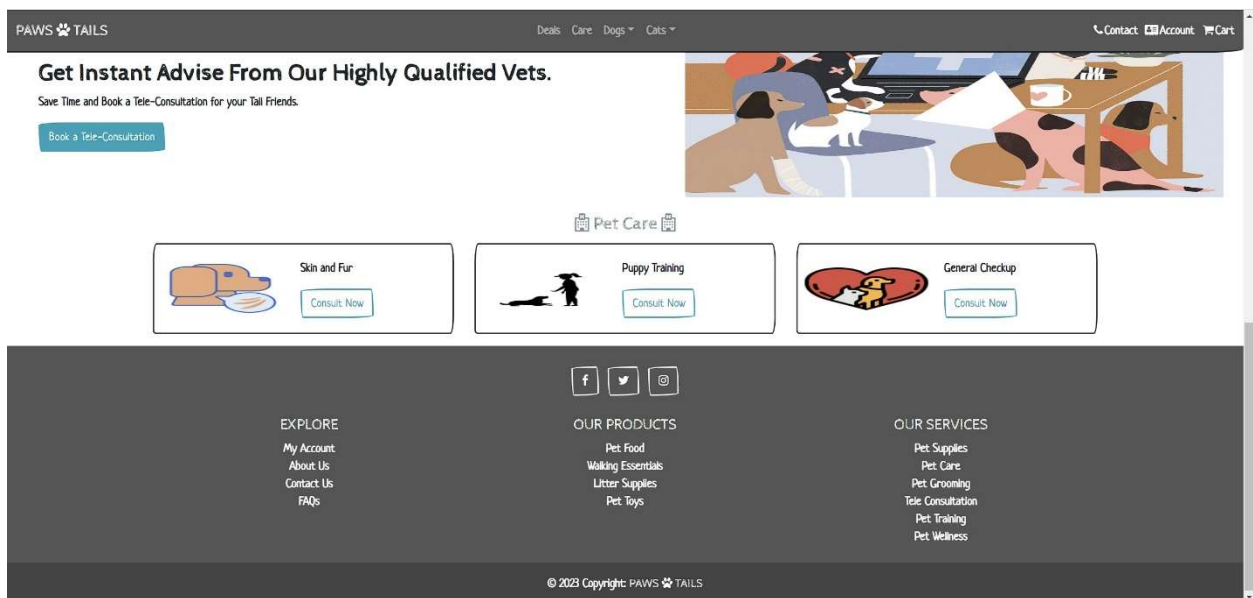 PAWS TAILS
Deals Care Dogs Cats
Contact Account Cart
Get Instant Advise From Our Highly Qualified Vets.
Save Time and Book a Tele-Consultation for your Tail Friends.
Book a Tele-Consultation
Pet Care
Skin and Fur
Consult Now
Puppy Training
Consult Now
General Checkup
Consult Now
EXPLORE
My Account
About Us
Contact Us
FAQs
OUR PRODUCTS
Pet Food
Walking Essentials
Litter Supplies
Pet Toys
OUR SERVICES
Pet Supplies
Pet Care
Pet Grooming
Tele Consultation
Pet Training
Pet Wellness
© 2023 Copyright: PAWS TAILS